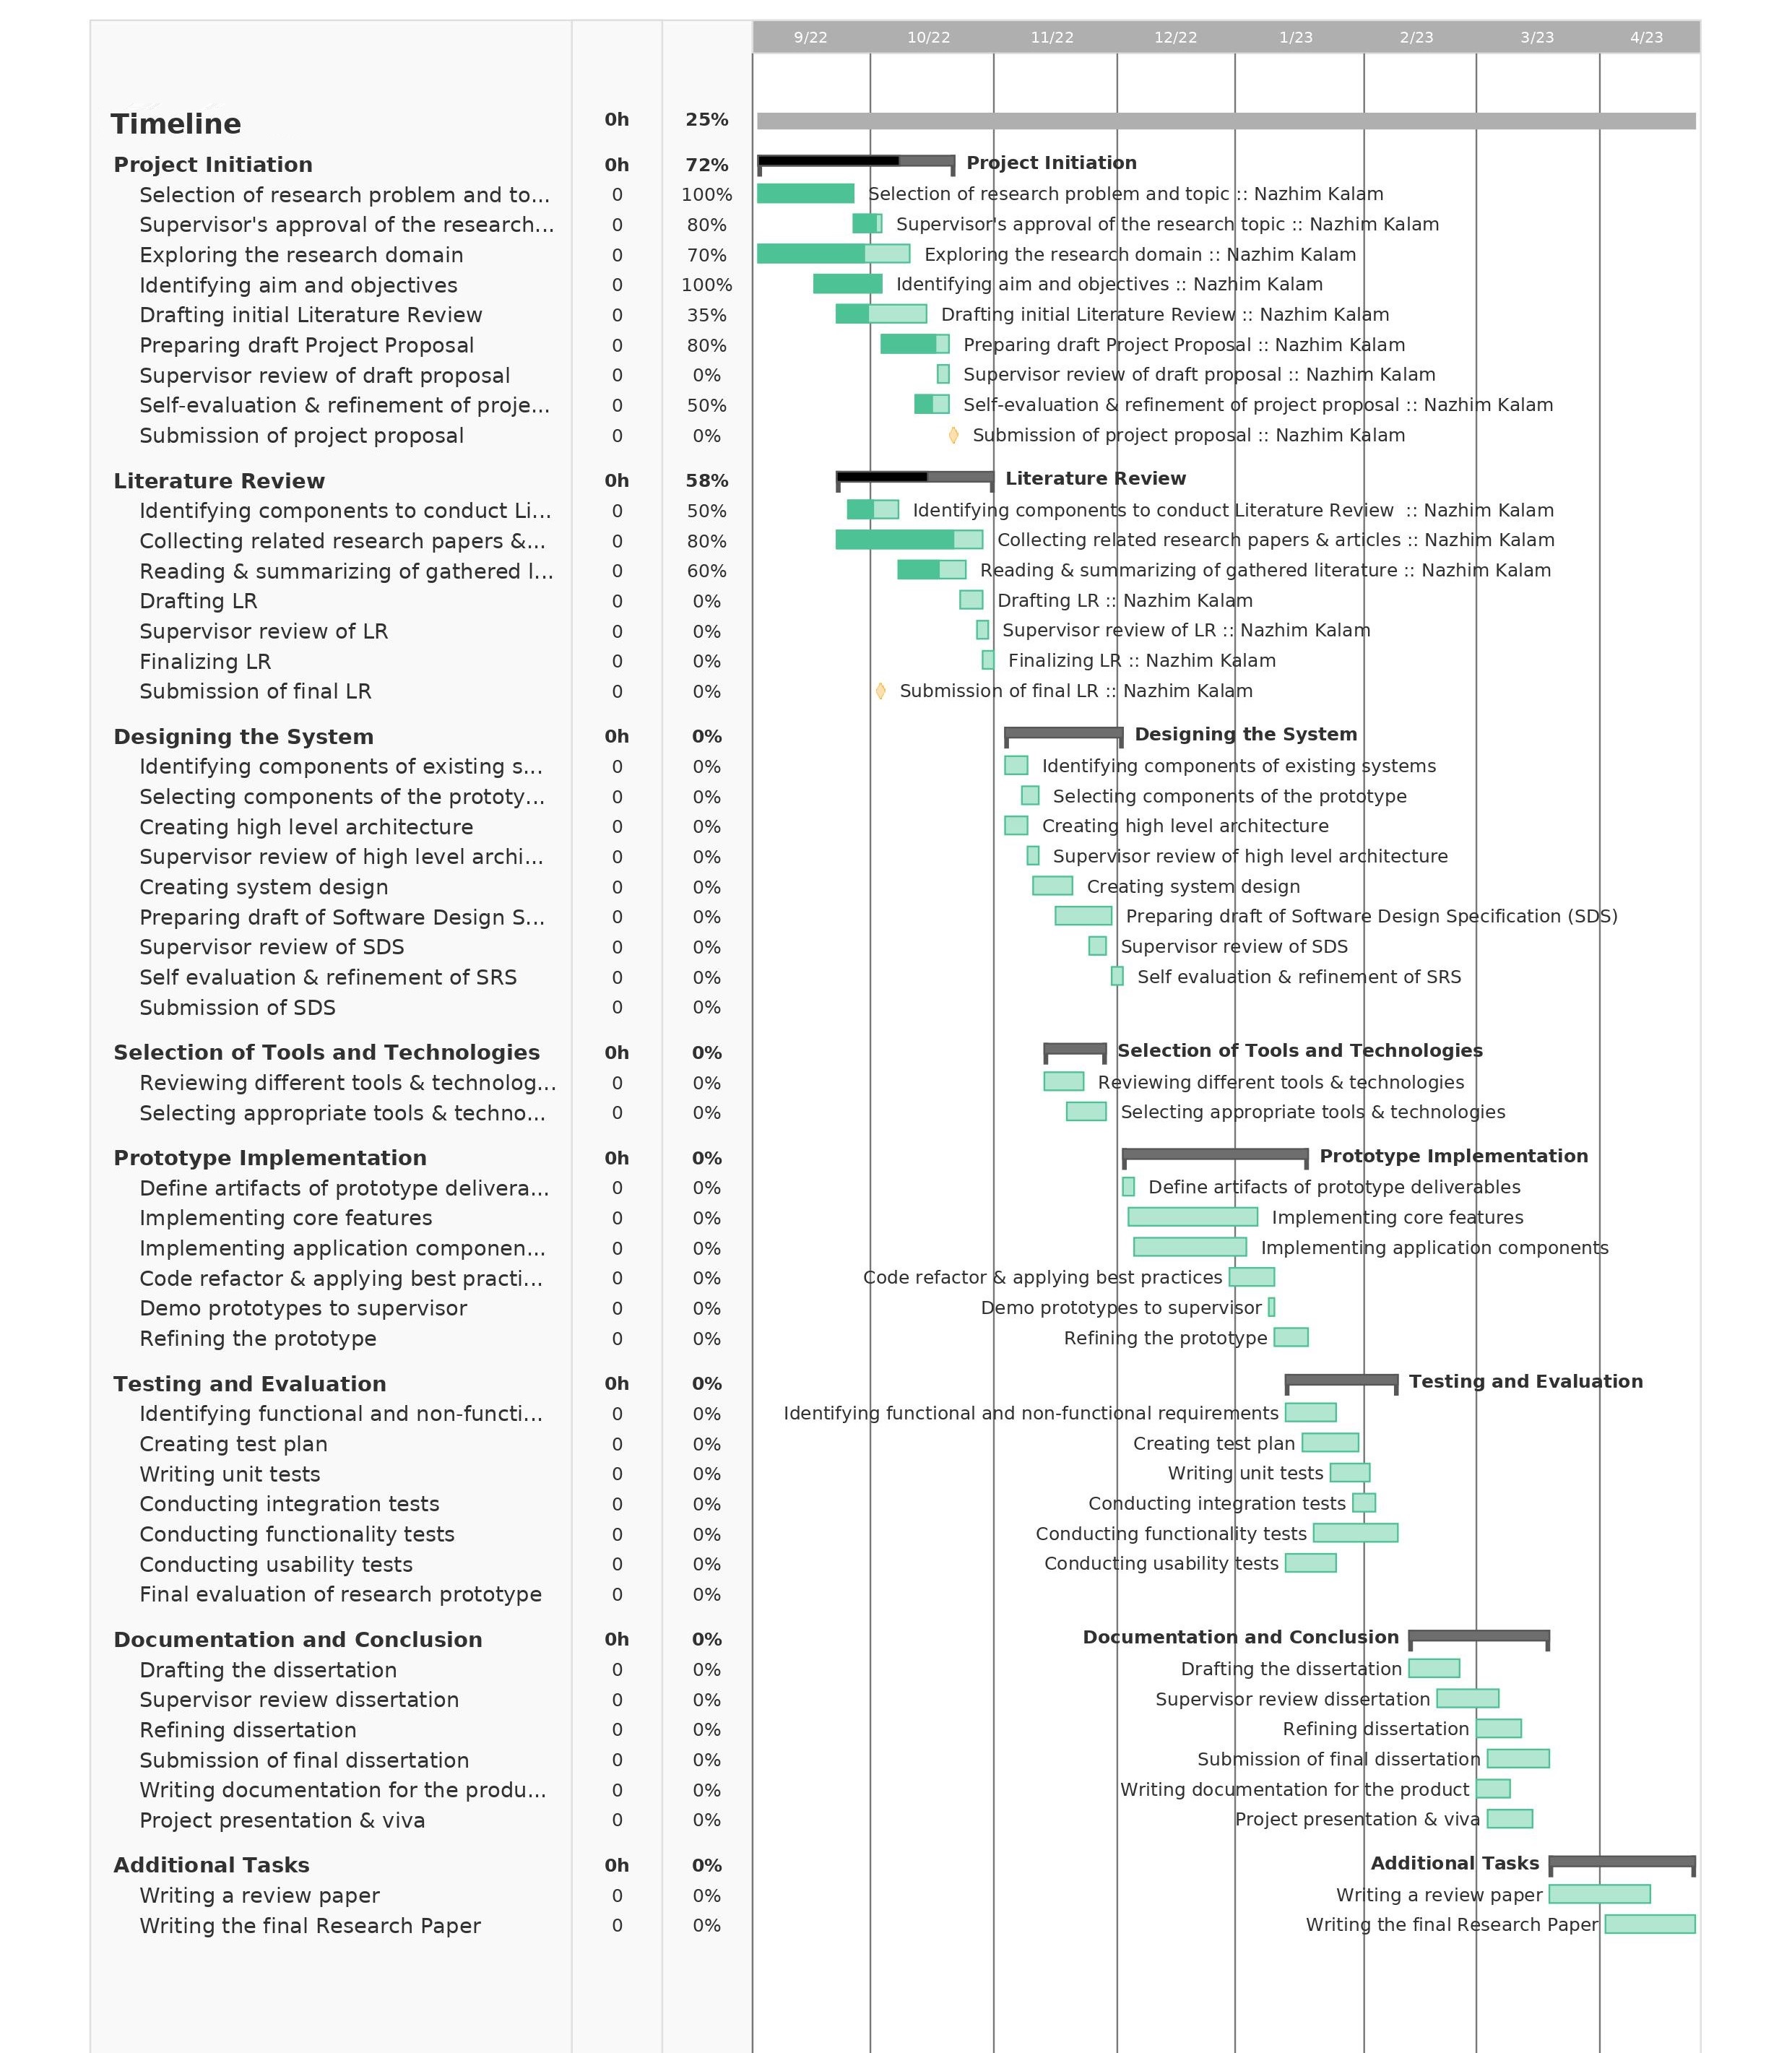 9/22 10/22 11/22 12/22 1/23 2/23 3/23 4/23
Timeline 0h 25%
Project Initiation 0h 72% Project Initiation
Selection of research problem and to... 0 100% Selection of research problem and topic :: Nazhim Kalam
Supervisor's approval of the research... 0 80% Supervisor's approval of the research topic :: Nazhim Kalam
Exploring the research domain 0 70% Exploring the research domain :: Nazhim Kalam
Identifying aim and objectives 0 100% Identifying aim and objectives :: Nazhim Kalam
Drafting initial Literature Review 0 35% Drafting initial Literature Review :: Nazhim Kalam
Preparing draft Project Proposal 0 80% Preparing draft Project Proposal :: Nazhim Kalam
Supervisor review of draft proposal 0 0% Supervisor review of draft proposal :: Nazhim Kalam
Self-evaluation & refinement of proje... 0 50% Self-evaluation & refinement of project proposal :: Nazhim Kalam
Submission of project proposal 0 0% Submission of project proposal :: Nazhim Kalam
Literature Review 0h 58% Literature Review
Identifying components to conduct Li... 0 50% Identifying components to conduct Literature Review :: Nazhim Kalam
Collecting related research papers &... 0 80% Collecting related research papers & articles :: Nazhim Kalam
Reading & summarizing of gathered l... 0 60% Reading & summarizing of gathered literature :: Nazhim Kalam
Drafting LR 0 0% Drafting LR :: Nazhim Kalam
Supervisor review of LR 0 0% Supervisor review of LR :: Nazhim Kalam
Finalizing LR 0 0% Finalizing LR :: Nazhim Kalam
Submission of final LR 0 0% Submission of final LR :: Nazhim Kalam
Designing the System 0h 0% Designing the System
Identifying components of existing s... 0 0% Identifying components of existing systems
Selecting components of the prototy... 0 0% Selecting components of the prototype
Creating high level architecture 0 0% Creating high level architecture
Supervisor review of high level archi... 0 0% Supervisor review of high level architecture
Creating system design 0 0% Creating system design
Preparing draft of Software Design S... 0 0% Preparing draft of Software Design Specification (SDS)
Supervisor review of SDS 0 0% Supervisor review of SDS
Self evaluation & refinement of SRS 0 0% Self evaluation & refinement of SRS
Submission of SDS 0 0%
Selection of Tools and Technologies 0h 0% Selection of Tools and Technologies
Reviewing different tools & technolog... 0 0% Reviewing different tools & technologies
Selecting appropriate tools & techno... 0 0% Selecting appropriate tools & technologies
Prototype Implementation 0h 0% Prototype Implementation
Define artifacts of prototype delivera... 0 0% Define artifacts of prototype deliverables
Implementing core features 0 0% Implementing core features
Implementing application componen... 0 0% Implementing application components
Code refactor & applying best practi... 0 0% Code refactor & applying best practices
Demo prototypes to supervisor 0 0% Demo prototypes to supervisor
Refining the prototype 0 0% Refining the prototype
Testing and Evaluation 0h 0% Testing and Evaluation
Identifying functional and non-functi... 0 0% Identifying functional and non-functional requirements
Creating test plan 0 0% Creating test plan
Writing unit tests 0 0% Writing unit tests
Conducting integration tests 0 0% Conducting integration tests
Conducting functionality tests 0 0% Conducting functionality tests
Conducting usability tests 0 0% Conducting usability tests
Final evaluation of research prototype 0 0%
Documentation and Conclusion 0h 0% Documentation and Conclusion
Drafting the dissertation 0 0% Drafting the dissertation
Supervisor review dissertation 0 0% Supervisor review dissertation
Refining dissertation 0 0% Refining dissertation
Submission of final dissertation 0 0% Submission of final dissertation
Writing documentation for the produ... 0 0% Writing documentation for the product
Project presentation & viva 0 0% Project presentation & viva
Additional Tasks 0h 0% Additional Tasks
Writing a review paper 0 0% Writing a review paper
Writing the final Research Paper 0 0% Writing the final Research Paper